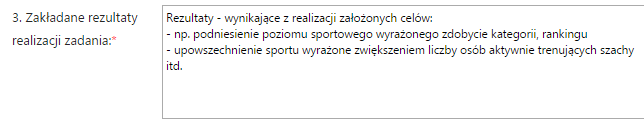 3. Zakładane rezultaty
realizacji zadania:*
Rezultaty - wynikające z realizacji założonych celów:
- np. podniesienie poziomu sportowego wyrażonego zdobycie kategorii, rankingu
- upowszechnienie sportu wyrażone zwiększeniem liczby osób aktywnie trenujących szachy
itd.